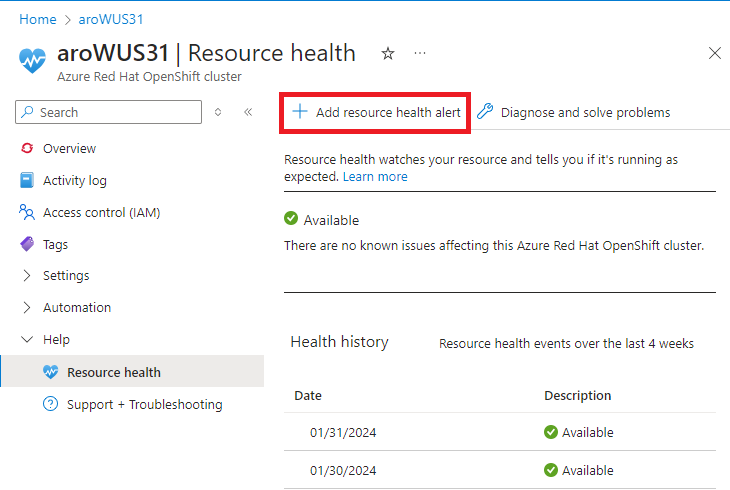 Home > aroWUS31
aroWUS31 | Resource health
Azure Red Hat OpenShift cluster
Search
Overview
Activity log
Access control (IAM)
Tags
Settings
Automation
Help
Resource health
Support + Troubleshooting
Add resource health alert
Diagnose and solve problems
Resource health watches your resource and tells you if it's running as
expected. Learn more
Available
There are no known issues affecting this Azure Red Hat OpenShift cluster.
Health history Resource health events over the last 4 weeks
Date Description
01/31/2024 Available
01/30/2024 Available